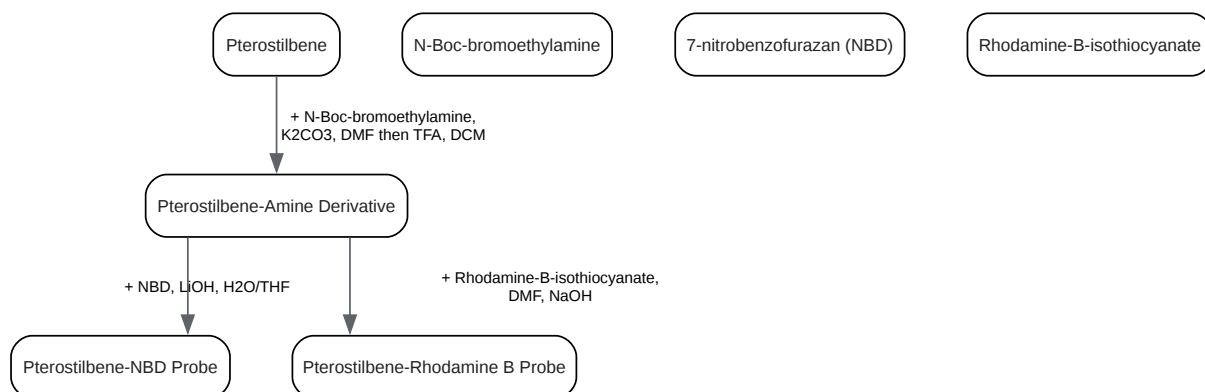 Pterostilbene
N-Boc-bromoethylamine
7-nitrobenzofurazan (NBD)
Rhodamine-B-isothiocyanate
+ N-Boc-bromoethylamine,
K2CO3, DMF then TFA, DCM
Pterostilbene-Amine Derivative
+ NBD, LiOH, H2O/THF
+ Rhodamine-B-isothiocyanate,
DMF, NaOH
Pterostilbene-NBD Probe
Pterostilbene-Rhodamine B Probe